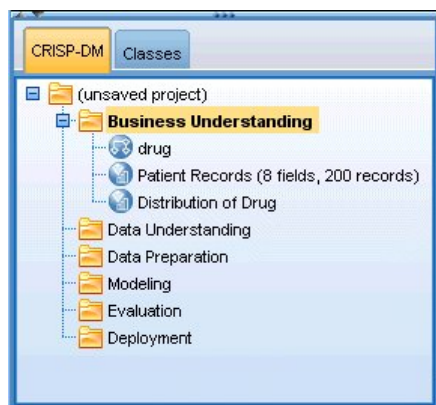 CRISP-DM Classes
(unsaved project)
Business Understanding
drug
Patient Records (8 fields, 200 records)
Distribution of Drug
Data Understanding
Data Preparation
Modeling
Evaluation
Deployment